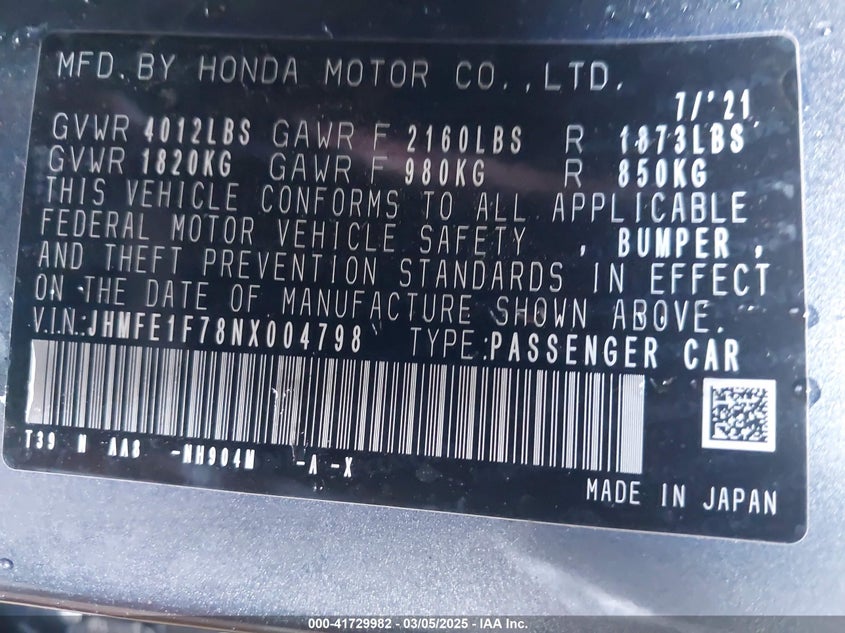 MFD. BY HONDA MOTOR CO., LTD.
7/'21
GVWR 4012LBS GAWR F 2160LBS R 1873LBS
GVWR 1820KG GAWR F 980KG R 850KG
THIS VEHICLE CONFORMS TO ALL APPLICABLE
FEDERAL MOTOR VEHICLE SAFETY , BUMPER ,
AND THEFT PREVENTION STANDARDS IN EFFECT
ON THE DATE OF MANUFACTURE SHOWN ABOVE.
V.I.N.: JHMFE1F78NX004798 TYPE: PASSENGER CAR
T39 N AA8 -NH904M -A -X
MADE IN JAPAN
000-41729982 - 03/05/2025 - IAA Inc.